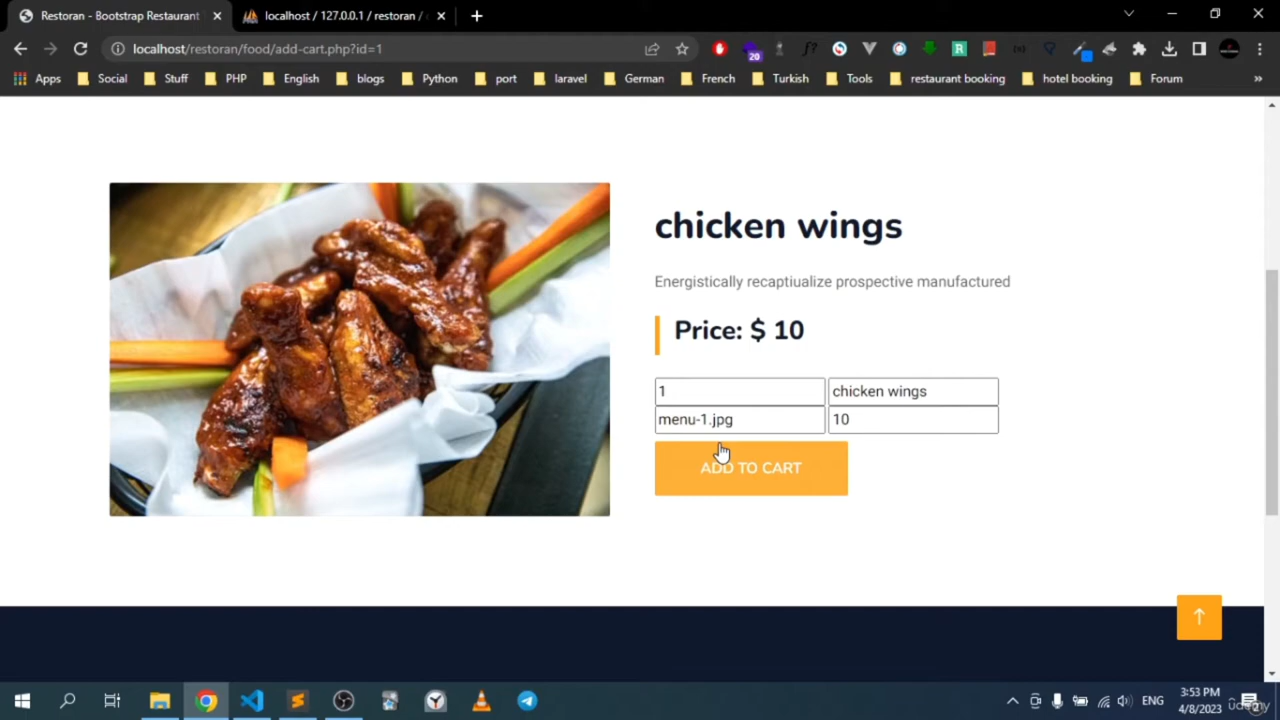 Restoran - Bootstrap Restaurant
localhost / 127.0.0.1 / restoran /
localhost/restoran/food/add-cart.php?id=1
20
Apps Social Stuff PHP English blogs Python port laravel German French Turkish Tools restaurant booking hotel booking Forum »
chicken wings
Energistically recaptiualize prospective manufactured
Price: $ 10
1 chicken wings
menu-1.jpg 10
ADD TO CART
ENG
3:53 PM
4/8/2023